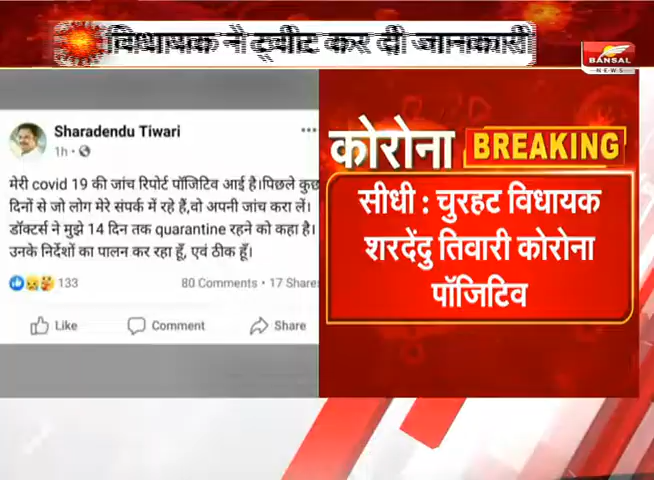 विधायक ने ट्वीट कर दी जानकारी
BANSAL
NEWS
Sharadendu Tiwari
1h
मेरी covid 19 की जांच रिपोर्ट पॉजिटिव आई है।पिछले कुछ
दिनों से जो लोग मेरे संपर्क में रहे हैं,वो अपनी जांच करा लें।
डॉक्टर्स ने मुझे 14 दिन तक quarantine रहने को कहा है।
उनके निर्देशों का पालन कर रहा हूँ, एवं ठीक हूँ।
133 80 Comments • 17 Shares
Like Comment Share
कोरोना BREAKING
सीधी : चुरहट विधायक
शरदेंदु तिवारी कोरोना
पॉजिटिव